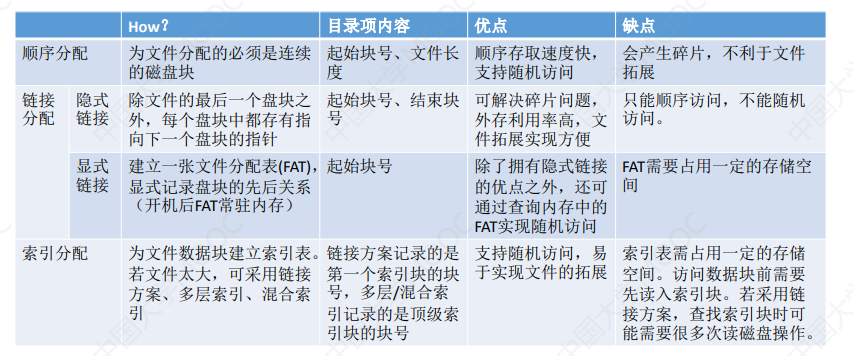 How?
目录项内容
优点
缺点
顺序分配
为文件分配的必须是连续
的磁盘块
起始块号、文件长
度
顺序存取速度快，
支持随机访问
会产生碎片，不利于文件
拓展
链接
分配
隐式
链接
除文件的最后一个盘块之
外，每个盘块中都存有指
向下一个盘块的指针
起始块号、结束块
号
可解决碎片问题，
外存利用率高，文
件拓展实现方便
只能顺序访问，不能随机
访问。
显式
链接
建立一张文件分配表(FAT)，
显式记录盘块的先后关系
（开机后FAT常驻内存）
起始块号
除了拥有隐式链接
的优点之外，还可
通过查询内存中的
FAT实现随机访问
FAT需要占用一定的存储空
间
索引分配
为文件数据块建立索引表。
若文件太大，可采用链接
方案、多层索引、混合索
引
链接方案记录的是
第一个索引块的块
号，多层/混合索
引记录的是顶级索
引块的块号
支持随机访问，易
于实现文件的拓展
索引表需占用一定的存储
空间。访问数据块前需要
先读入索引块。若采用链
接方案，查找索引块时可
能需要很多次读磁盘操作。